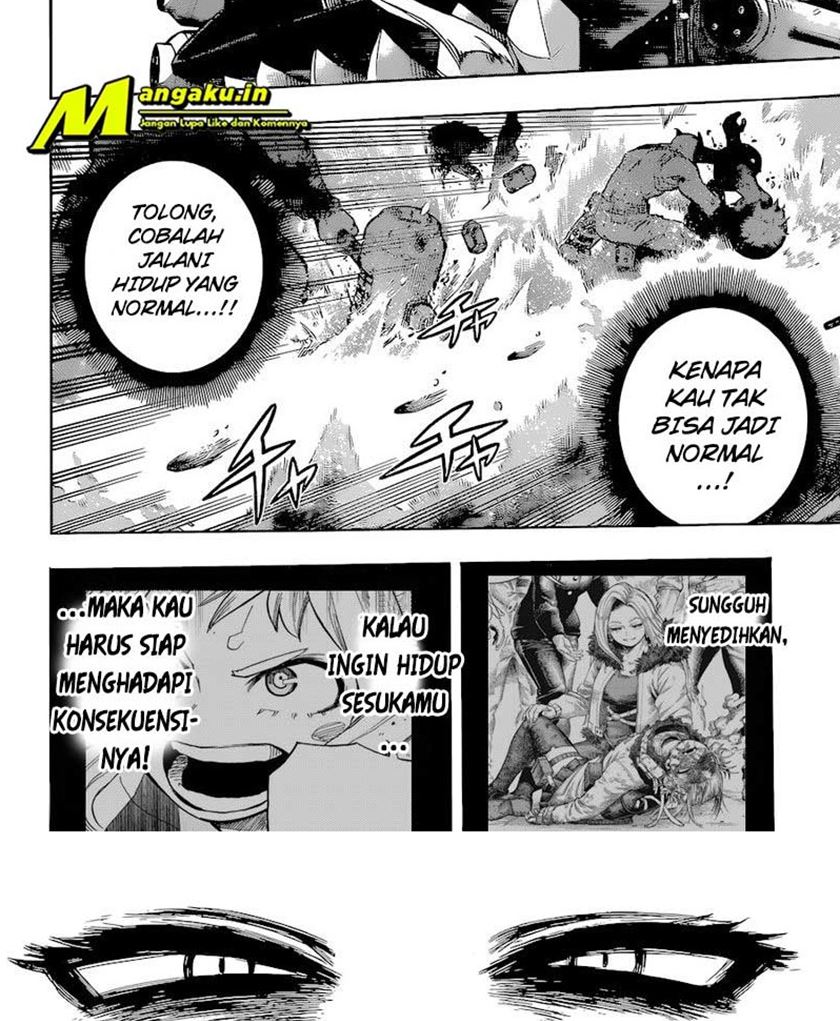 Mangaku.in
Jangan Lupa Like dan Komennya
TOLONG,
COBALAH
JALANI
HIDUP YANG
NORMAL...!!
KENAPA
KAU TAK
BISA JADI
NORMAL
...!
チャ
チャ
チャ
SUNGGUH
MENYEDIHKAN,
KALAU
INGIN HIDUP
SESUKAMU
...
...MAKA KAU
HARUS SIAP
MENGHADAPI
KONSEKUENSI-
NYA!